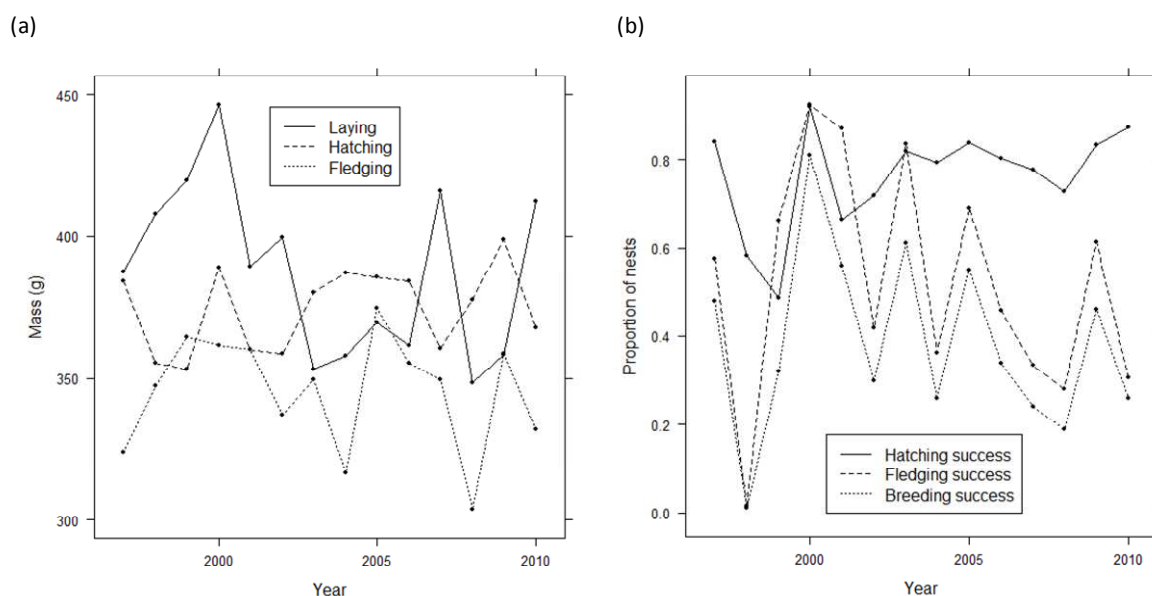 (a)
(b)
450
400
350
300
Mass (g)
Laying
Hatching
Fledging
2000
2005
2010
Year
0.8
0.6
0.4
0.2
0.0
Proportion of nests
Hatching success
Fledging success
Breeding success
2000
2005
2010
Year